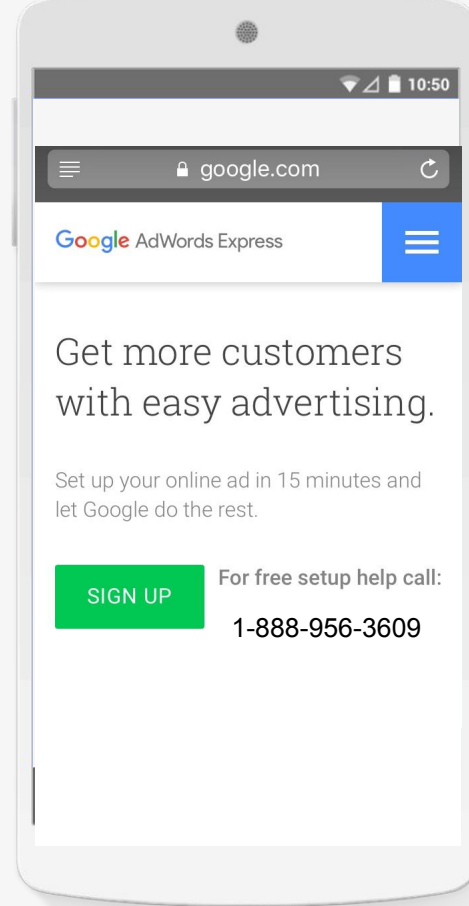 10:50
google.com
Google AdWords Express
Get more customers
with easy advertising.
Set up your online ad in 15 minutes and
let Google do the rest.
SIGN UP
For free setup help call:
1-888-956-3609